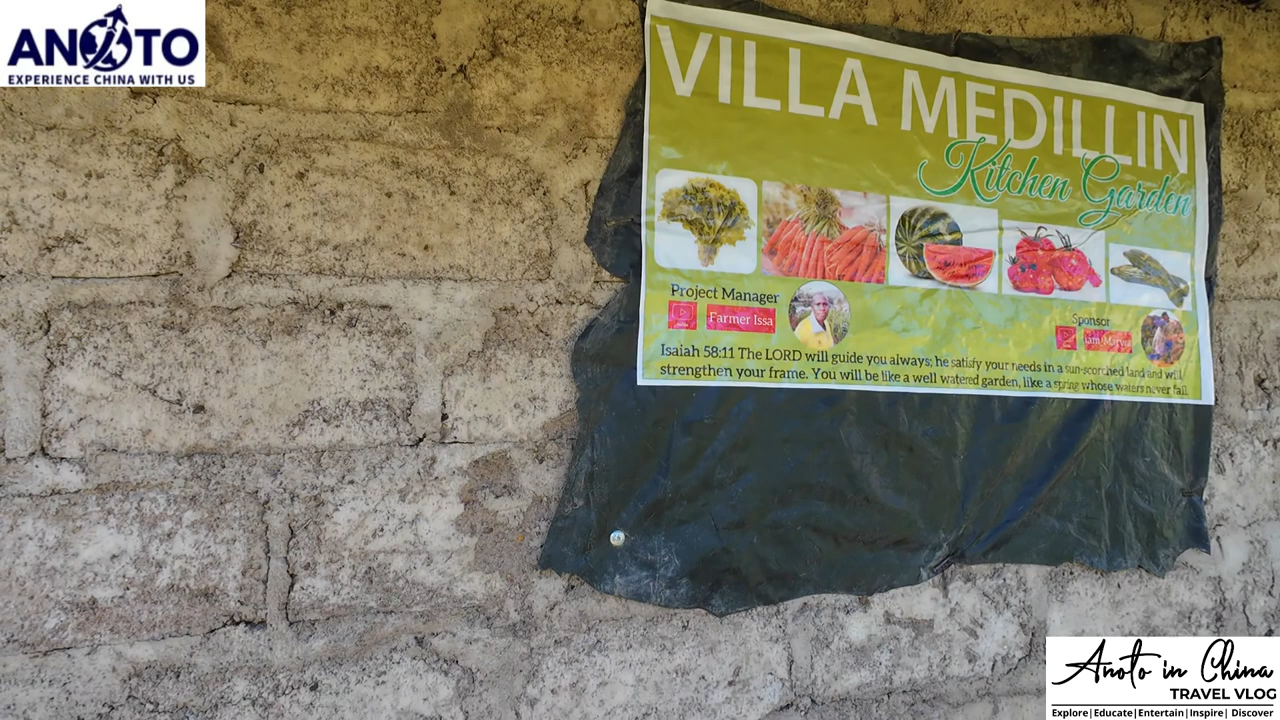 ANOTO
EXPERIENCE CHINA WITH US
VILLA MEDILLIN
Kitchen Garden
Project Manager
Farmer Issa
Sponsor
Isaiah 58:11 The LORD will guide you always; he satisfy your needs in a sun-scorched land and will
strengthen your frame. You will be like a well watered garden, like a spring whose waters never fail.
Anoto in China
TRAVEL VLOG
Explore|Educate|Entertain|Inspire| Discover